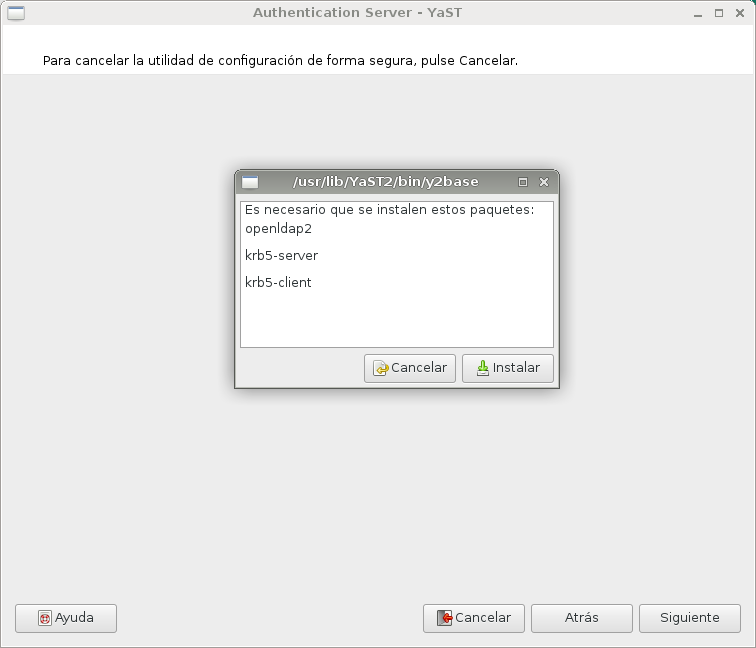 Authentication Server - YaST
Para cancelar la utilidad de configuración de forma segura, pulse Cancelar.
/usr/lib/YaST2/bin/y2base
Es necesario que se instalen estos paquetes:
openldap2
krb5-server
krb5-client
Cancelar
Instalar
Ayuda
Cancelar
Atrás
Siguiente